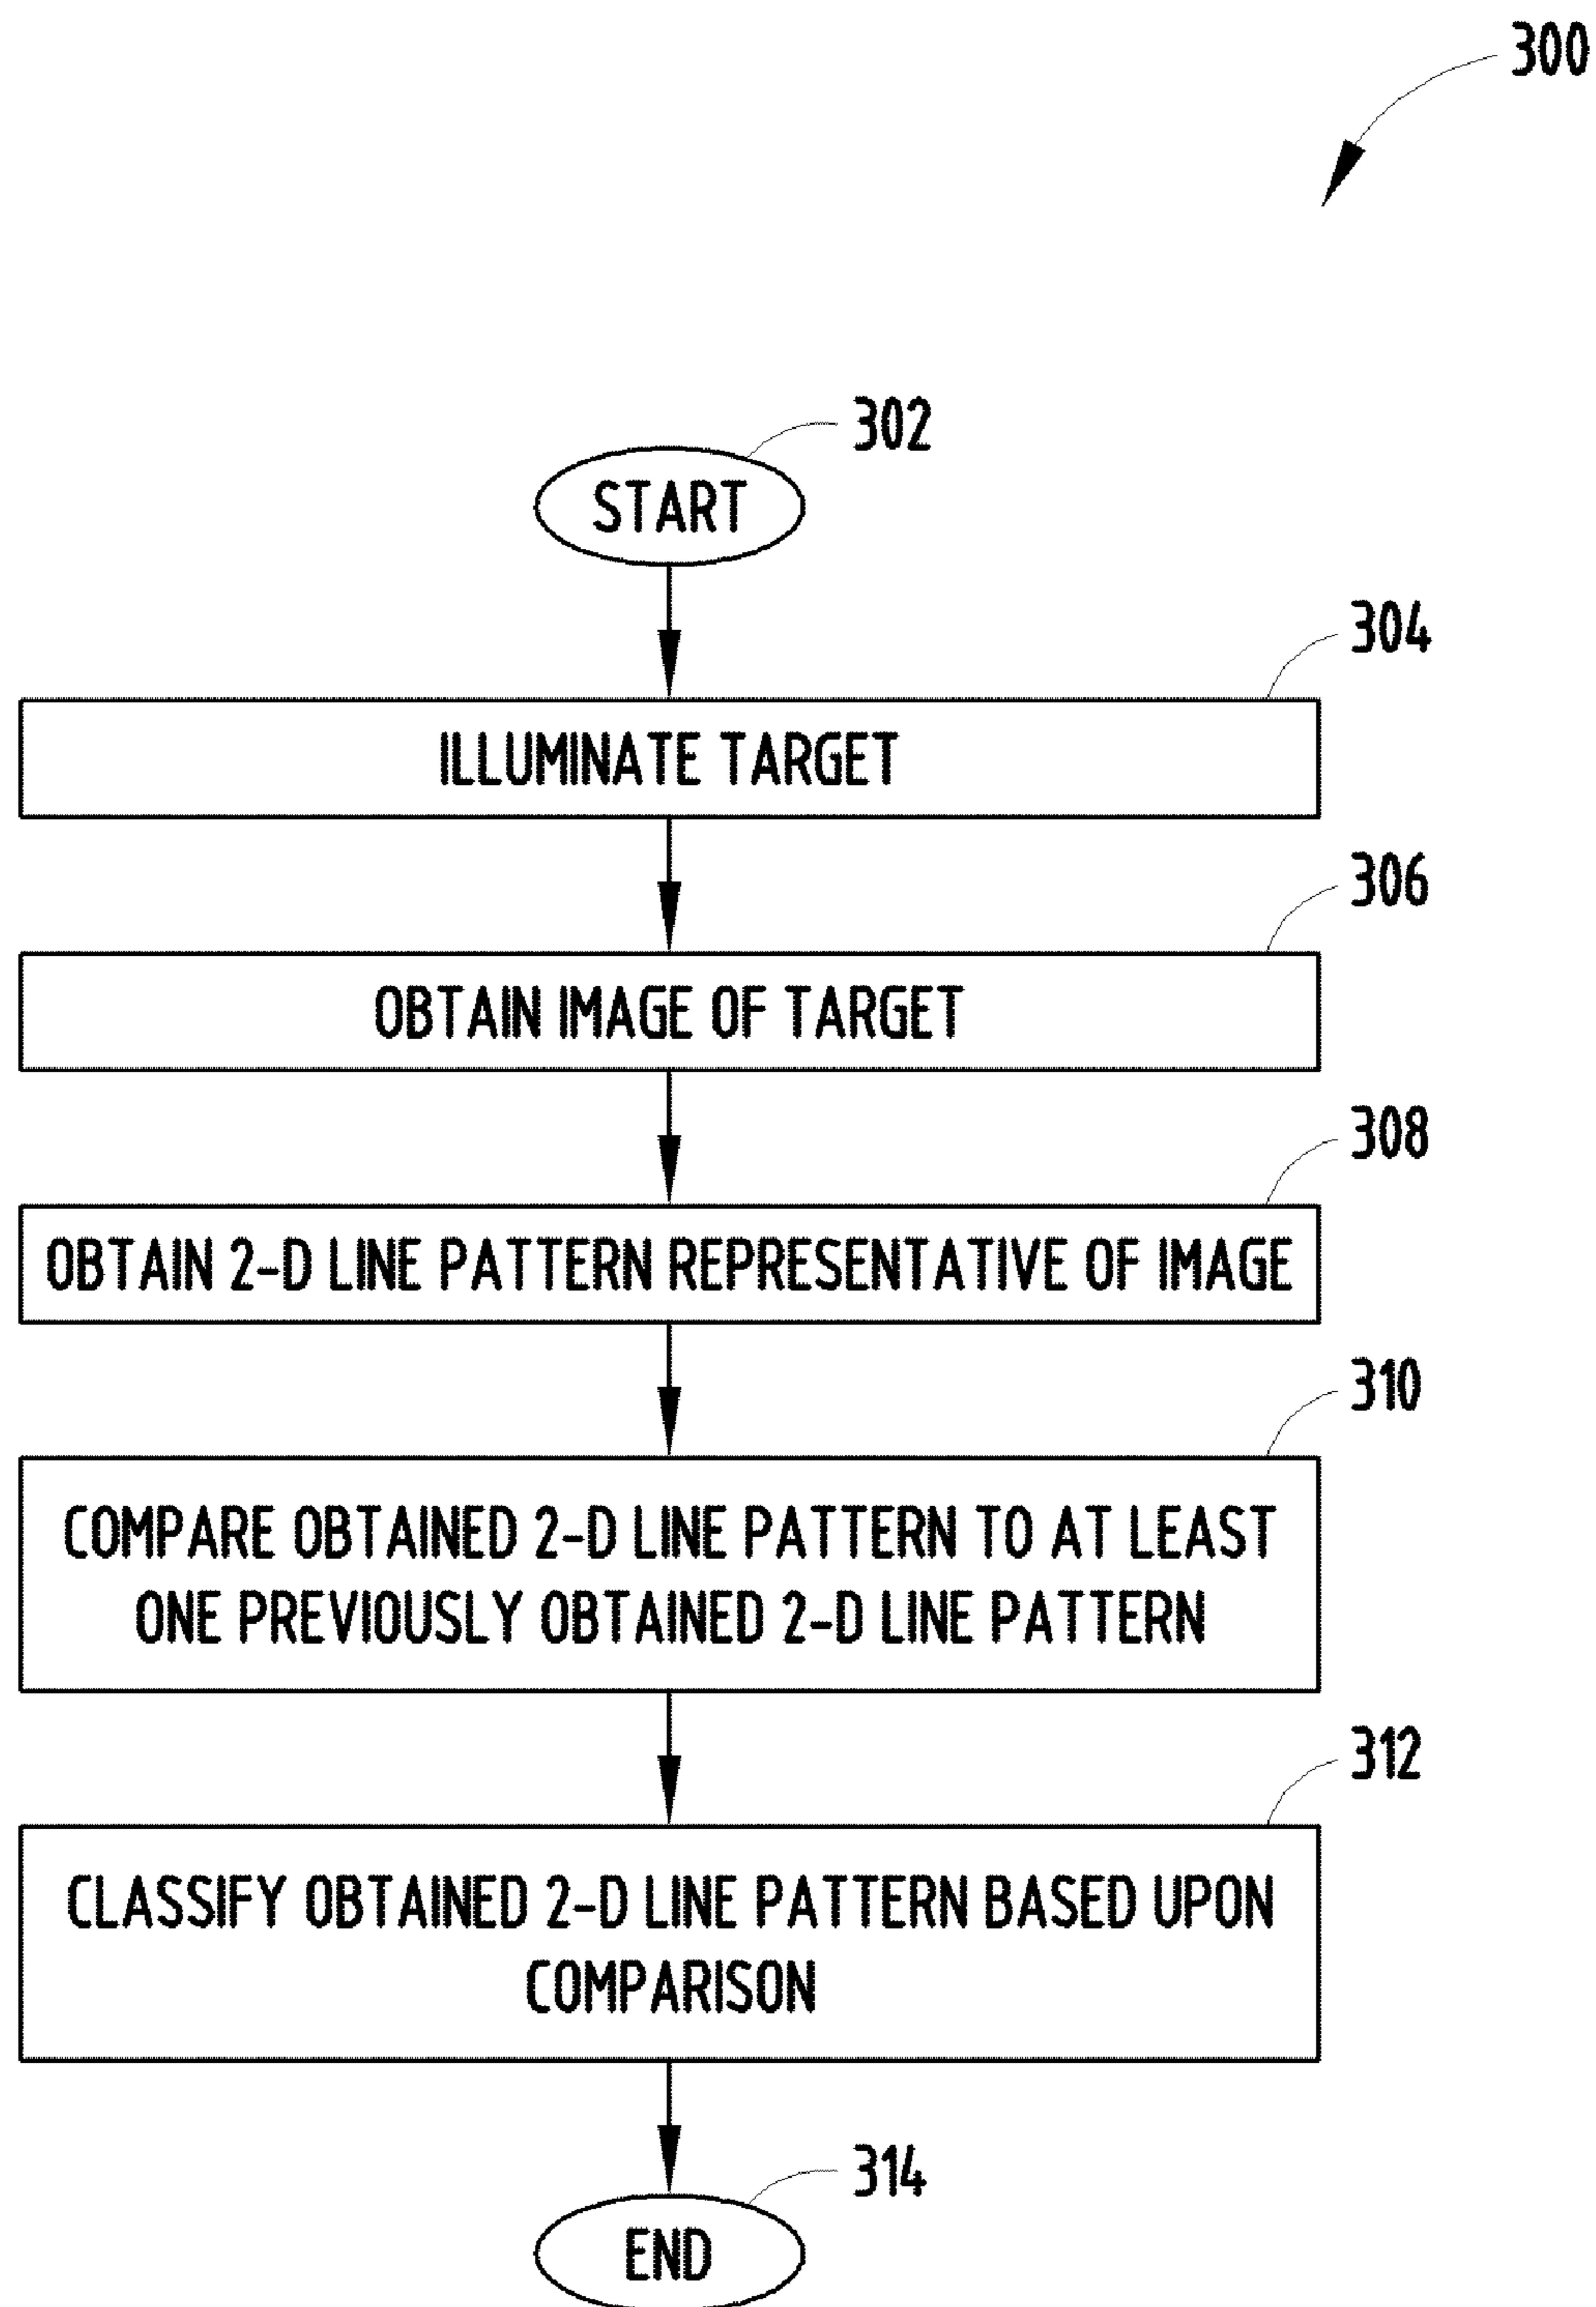 300
302
START
304
ILLUMINATE TARGET
306
OBTAIN IMAGE OF TARGET
308
OBTAIN 2-D LINE PATTERN REPRESENTATIVE OF IMAGE
310
COMPARE OBTAINED 2-D LINE PATTERN TO AT LEAST
ONE PREVIOUSLY OBTAINED 2-D LINE PATTERN
312
CLASSIFY OBTAINED 2-D LINE PATTERN BASED UPON
COMPARISON
314
END